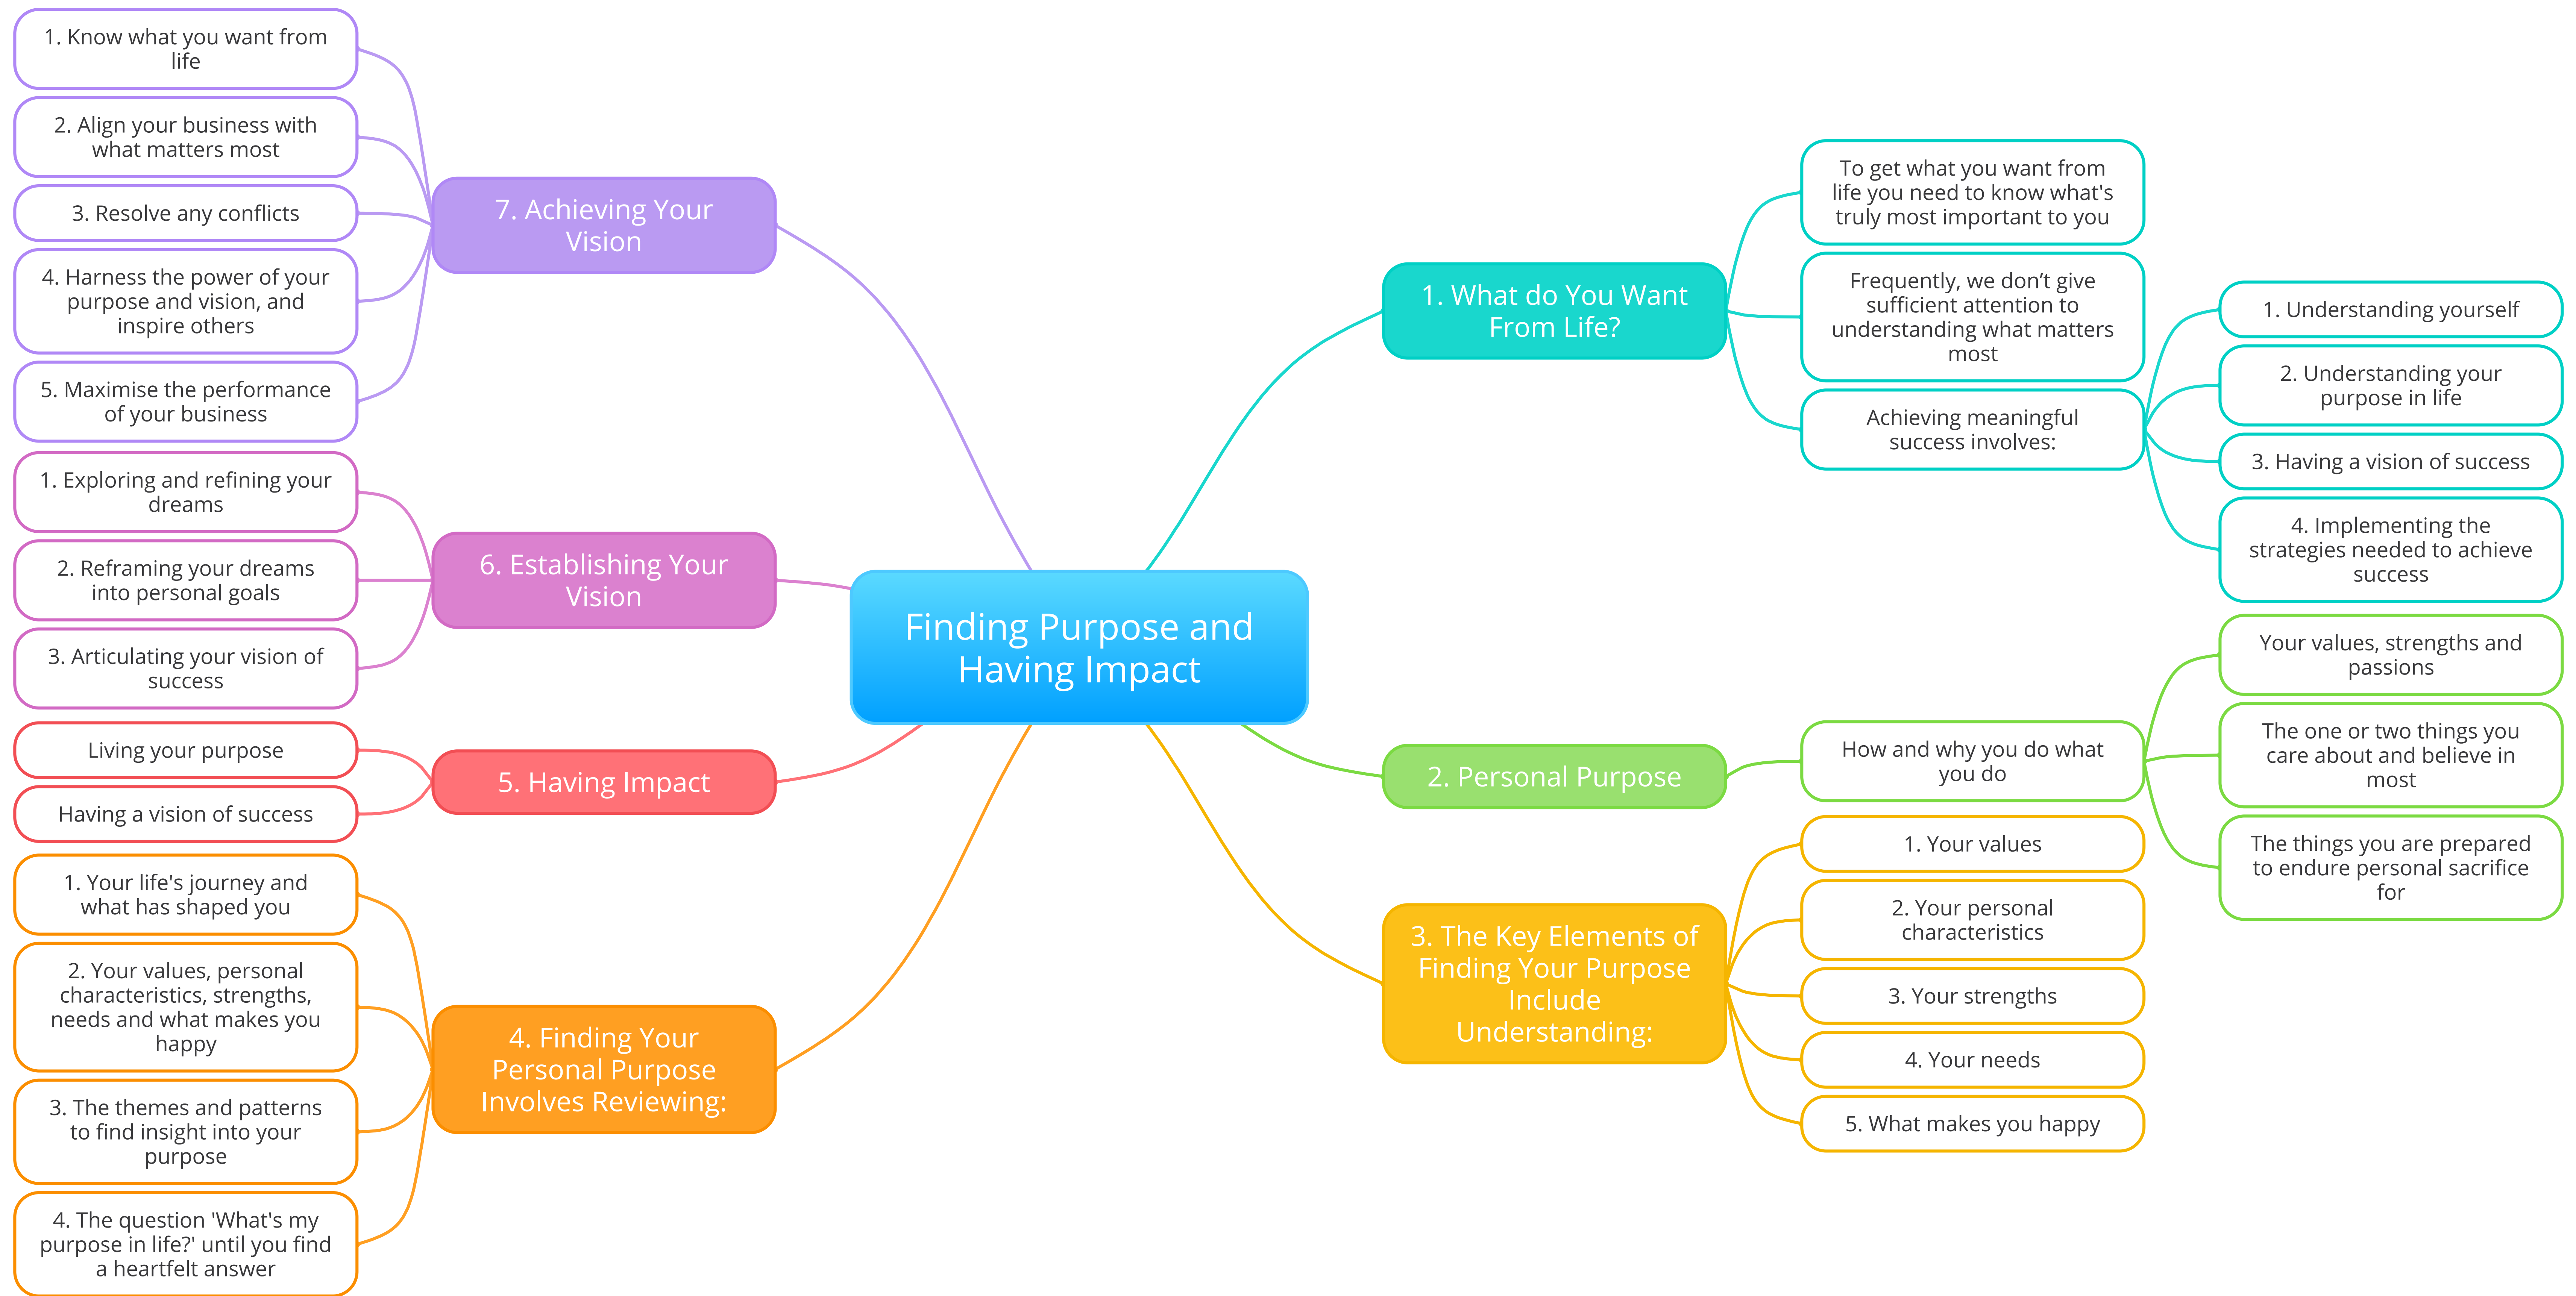 Finding Purpose and
Having Impact
1. What do You Want
From Life?
To get what you want from
life you need to know what's
truly most important to you
Frequently, we don’t give
sufficient attention to
understanding what matters
most
Achieving meaningful
success involves:
1. Understanding yourself
2. Understanding your
purpose in life
3. Having a vision of success
4. Implementing the
strategies needed to achieve
success
2. Personal Purpose
How and why you do what
you do
Your values, strengths and
passions
The one or two things you
care about and believe in
most
The things you are prepared
to endure personal sacrifice
for
3. The Key Elements of
Finding Your Purpose
Include
Understanding:
1. Your values
2. Your personal
characteristics
3. Your strengths
4. Your needs
5. What makes you happy
4. Finding Your
Personal Purpose
Involves Reviewing:
1. Your life's journey and
what has shaped you
2. Your values, personal
characteristics, strengths,
needs and what makes you
happy
3. The themes and patterns
to find insight into your
purpose
4. The question 'What's my
purpose in life?' until you find
a heartfelt answer
5. Having Impact
Living your purpose
Having a vision of success
6. Establishing Your
Vision
1. Exploring and refining your
dreams
2. Reframing your dreams
into personal goals
3. Articulating your vision of
success
7. Achieving Your
Vision
1. Know what you want from
life
2. Align your business with
what matters most
3. Resolve any conflicts
4. Harness the power of your
purpose and vision, and
inspire others
5. Maximise the performance
of your business